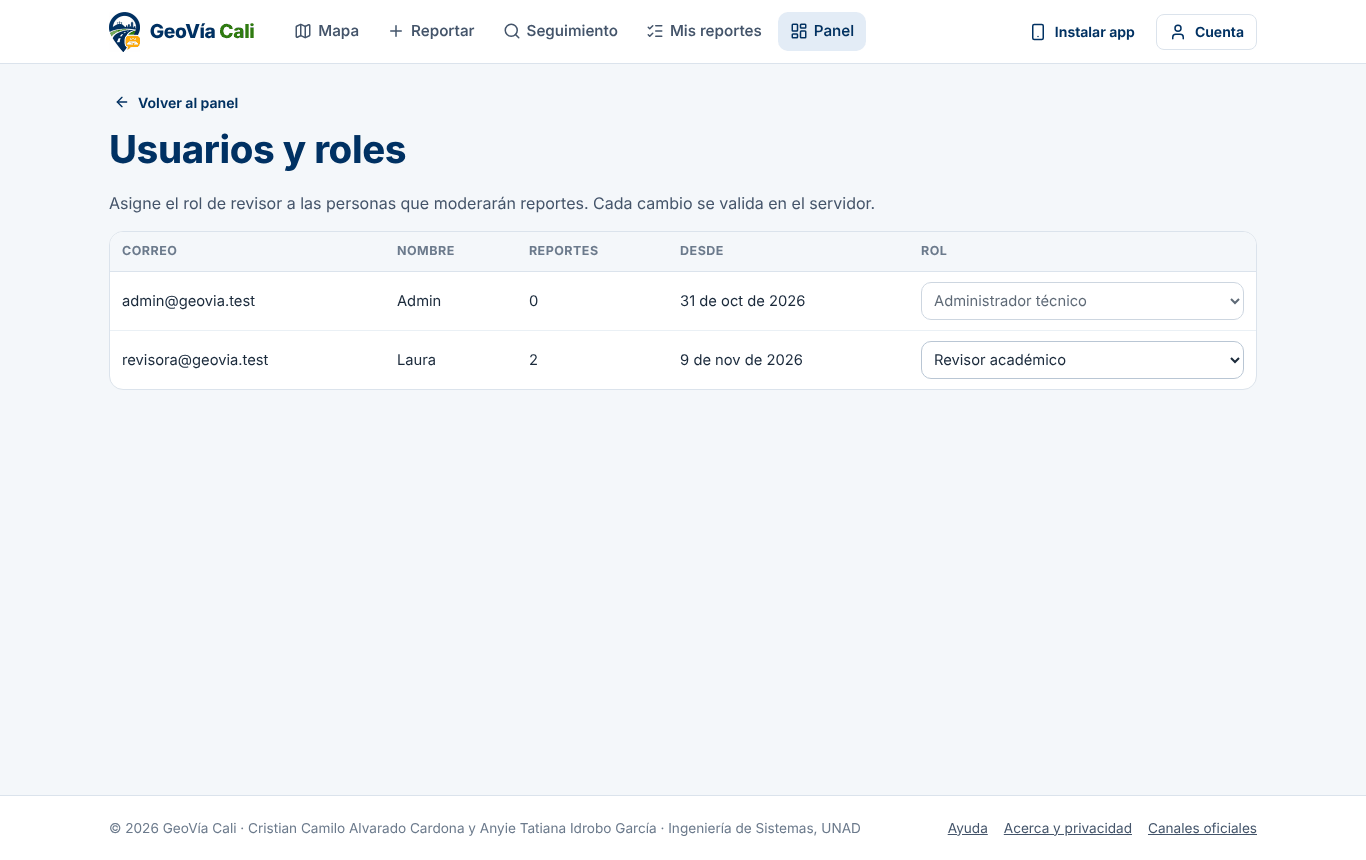 GeoVía Cali Mapa Reportar Seguimiento Mis reportes Panel Instalar app Cuenta
Volver al panel
Usuarios y roles
Asigne el rol de revisor a las personas que moderarán reportes. Cada cambio se valida en el servidor.
CORREO NOMBRE REPORTES DESDE ROL
admin@geovia.test Admin 0 31 de oct de 2026 Administrador técnico
revisora@geovia.test Laura 2 9 de nov de 2026 Revisor académico
© 2026 GeoVía Cali · Cristian Camilo Alvarado Cardona y Anyie Tatiana Idrobo García · Ingeniería de Sistemas, UNAD Ayuda Acerca y privacidad Canales oficiales